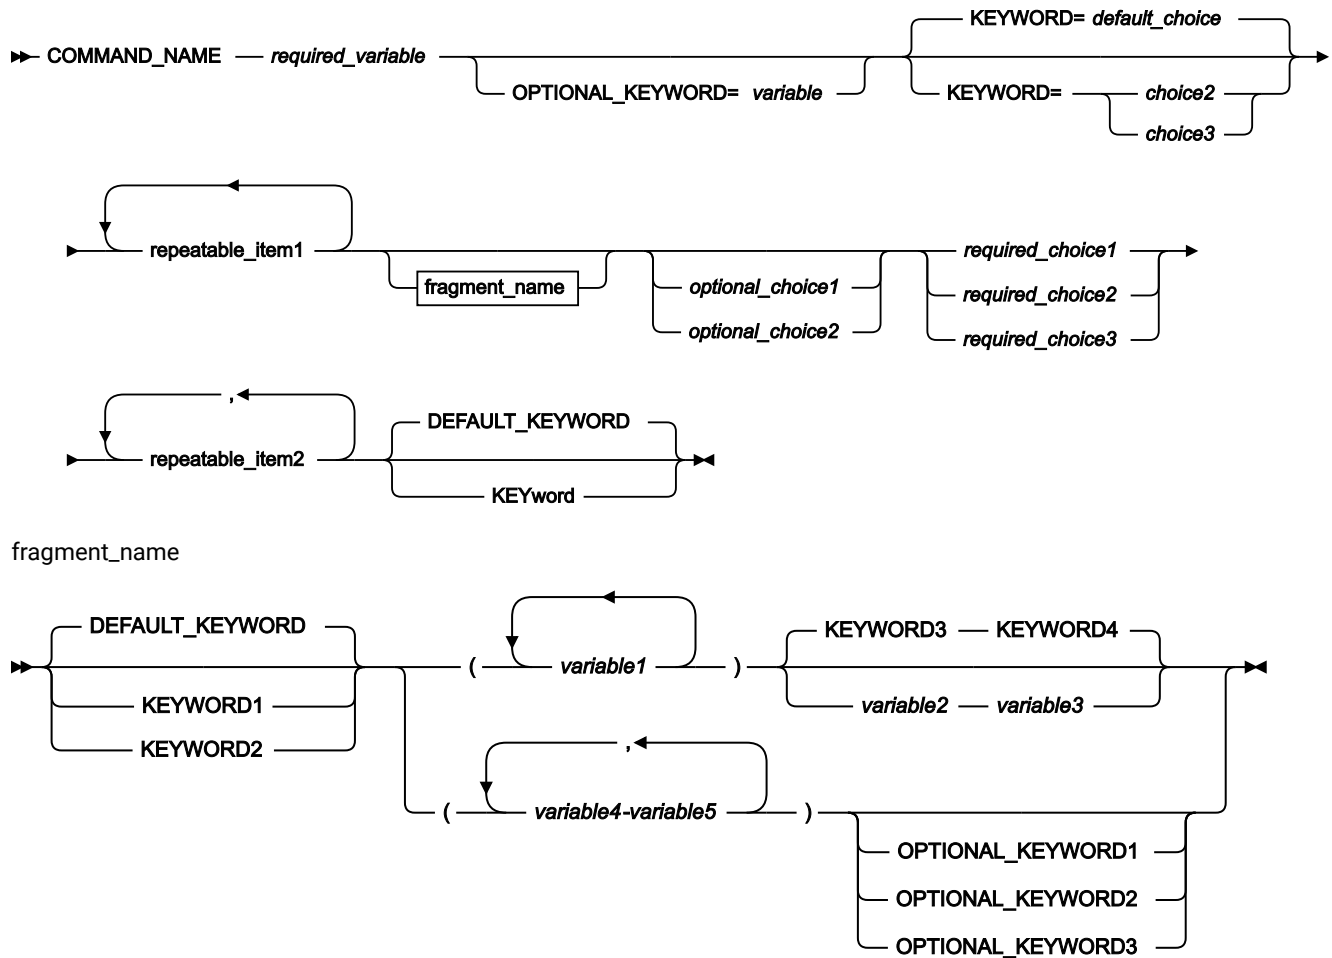 KEYWORD= default_choice
COMMAND_NAME required_variable
OPTIONAL_KEYWORD= variable KEYWORD= choice2
choice3
repeatable_item1 required_choice1
fragment_name optional_choice1 required_choice2
optional_choice2 required_choice3
,
DEFAULT_KEYWORD
repeatable_item2
KEYword
fragment_name
DEFAULT_KEYWORD KEYWORD3 KEYWORD4
( variable1 )
KEYWORD1 variable2 variable3
KEYWORD2
,
( variable4-variable5 )
OPTIONAL_KEYWORD1
OPTIONAL_KEYWORD2
OPTIONAL_KEYWORD3